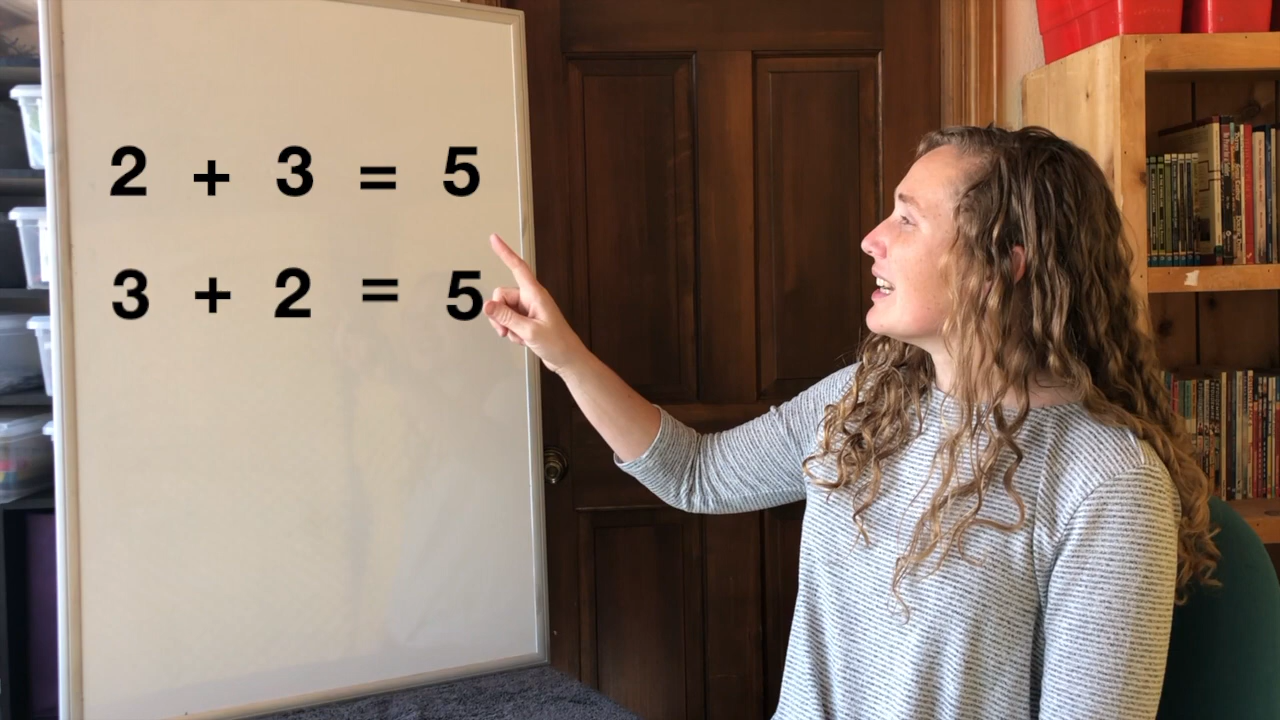 2 + 3 = 5
3 + 2 = 5